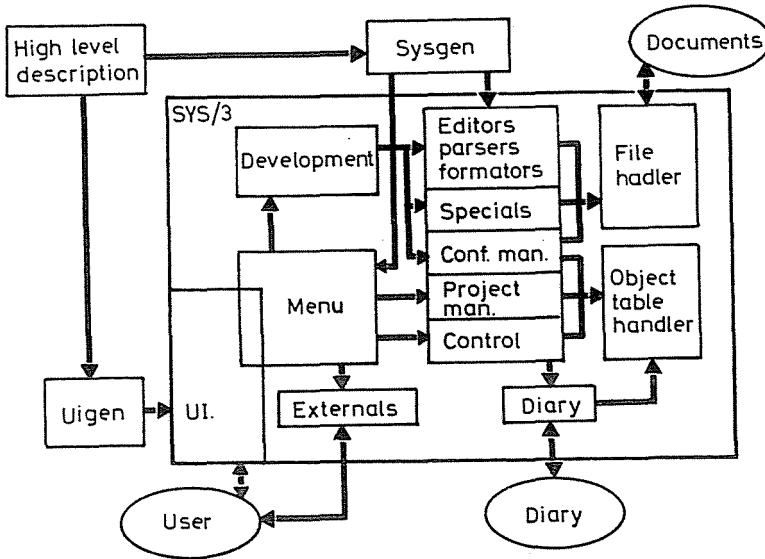 High level
description
Sysgen
Documents
SYS/3
Development
Editors
parsers
formators
File
hadler
Specials
Conf. man.
Menu
Project
man.
Object
table
handler
Control
Uigen
UI.
Externals
Diary
User
Diary